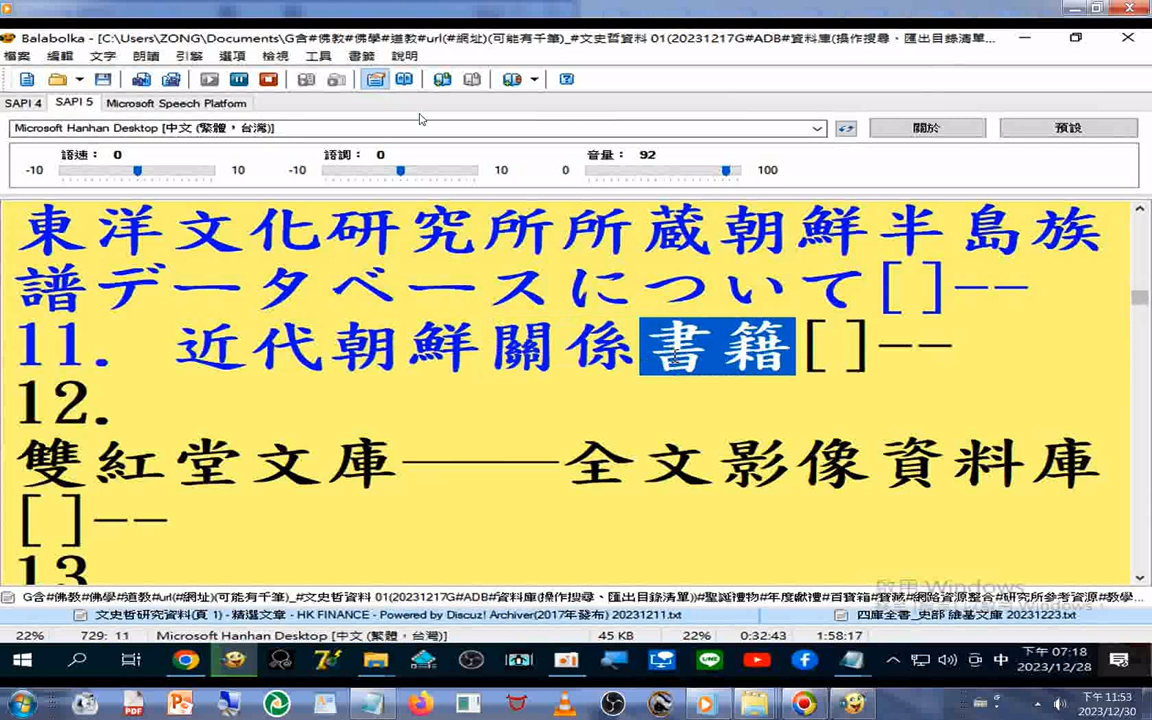 Balabolka - [C:\Users\ZONG\Documents\G含#佛教#佛學#道教#url(#網址)(可能有千筆)_#文史哲資料 01(20231217G#ADB#資料庫(操作搜尋、匯出目錄清單...
檔案 編輯 文字 朗讀 引擎 選項 檢視 工具 書籤 說明
SAPI 4 SAPI 5 Microsoft Speech Platform
Microsoft Hanhan Desktop [中文 (繁體，台灣)] 關於 預設
語速： 0 語調： 0 音量： 92
-10 10 -10 10 0 100
東洋文化研究所所蔵朝鮮半島族
譜データベースについて[ ]--
11. 近代朝鮮關係書籍[ ]--
12.
雙紅堂文庫——全文影像資料庫
[ ]--
13
啟用 Windows
G含#佛教#佛學#道教#url(#網址)(可能有千筆)_#文史哲資料 01(20231217G#ADB#資料庫(操作搜尋、匯出目錄清單))#聖誕禮物#年度獻禮#百寶箱#寶藏#網路資源整合#研究所參考資源#教學...
文史哲研究資料(頁 1) - 精選文章 - HK FINANCE - Powered by Discuz! Archiver(2017年發布) 20231211.txt 四庫全書_史部 維基文庫 20231223.txt
22% 729: 11 Microsoft Hanhan Desktop [中文 (繁體，台灣)] 45 KB 22% 0:32:43 1:58:17
中 下午 07:18
2023/12/28
PDF
下午 11:53
2023/12/30